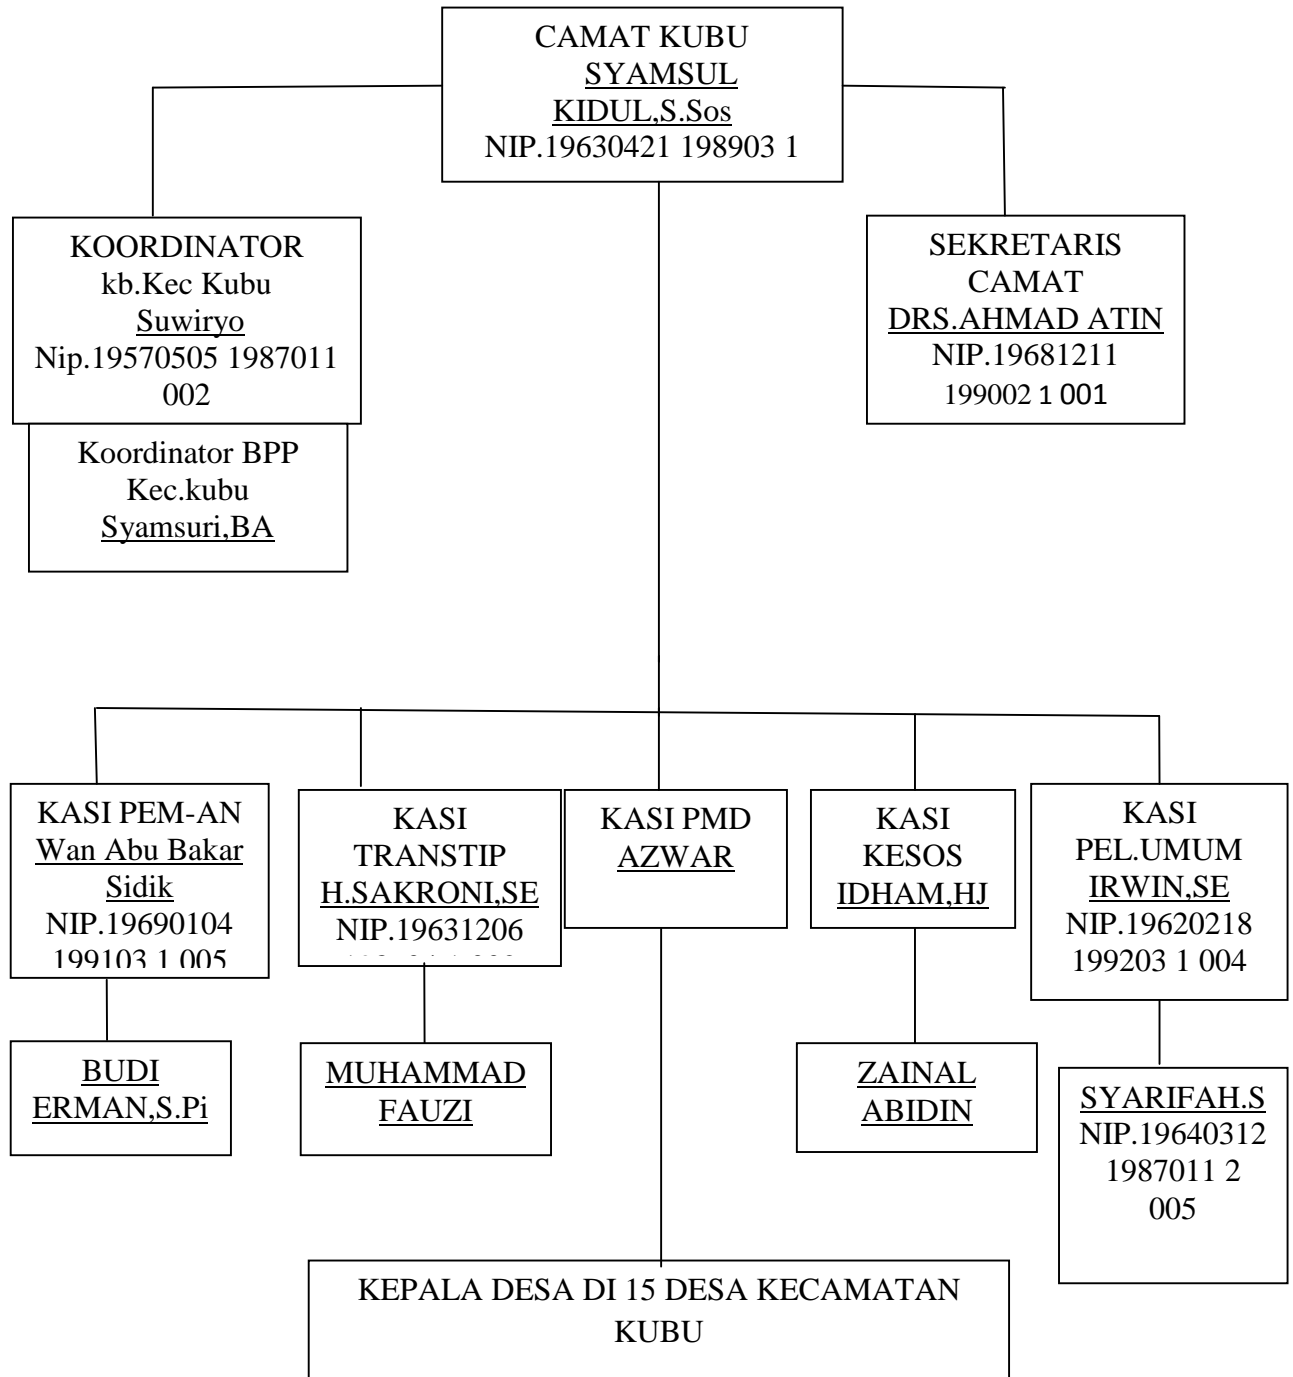 CAMAT KUBU
SYAMSUL
KIDUL,S.Sos
NIP.19630421 198903 1
KOORDINATOR
kb.Kec Kubu
Suwiryo
Nip.19570505 1987011
002
SEKRETARIS
CAMAT
DRS.AHMAD ATIN
NIP.19681211
199002 1 001
Koordinator BPP
Kec.kubu
Syamsuri,BA
KASI PEM-AN
Wan Abu Bakar
Sidik
NIP.19690104
199103 1 005
KASI
TRANSTIP
H.SAKRONI,SE
NIP.19631206
KASI PMD
AZWAR
KASI
KESOS
IDHAM,HJ
KASI
PEL.UMUM
IRWIN,SE
NIP.19620218
199203 1 004
BUDI
ERMAN,S.Pi
MUHAMMAD
FAUZI
ZAINAL
ABIDIN
SYARIFAH.S
NIP.19640312
1987011 2
005
KEPALA DESA DI 15 DESA KECAMATAN
KUBU